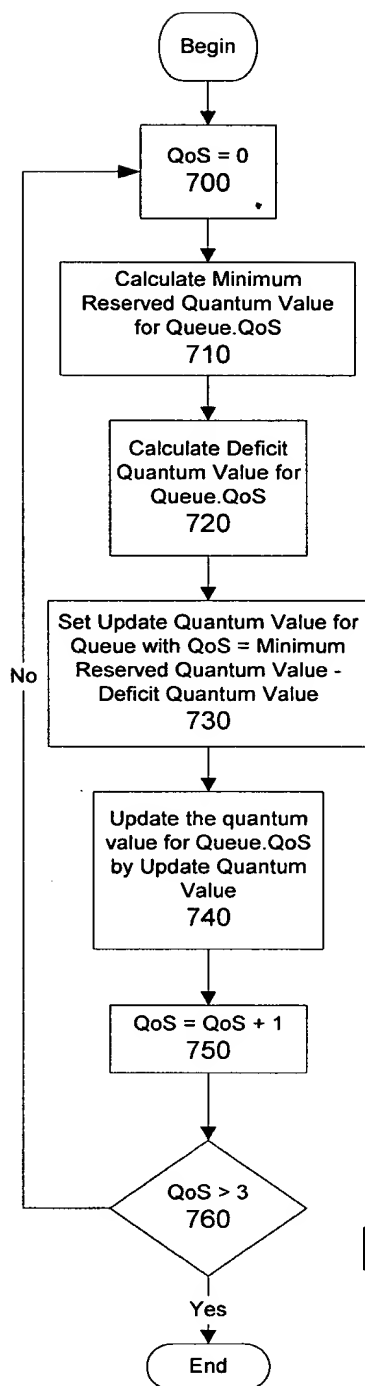 Begin
QoS = 0
700
Calculate Minimum
Reserved Quantum Value
for Queue.QoS
710
Calculate Deficit
Quantum Value for
Queue.QoS
720
Set Update Quantum Value for
Queue with QoS = Minimum
Reserved Quantum Value -
Deficit Quantum Value
730
No
Update the quantum
value for Queue.QoS
by Update Quantum
Value
740
QoS = QoS + 1
750
QoS > 3
760
Yes
End